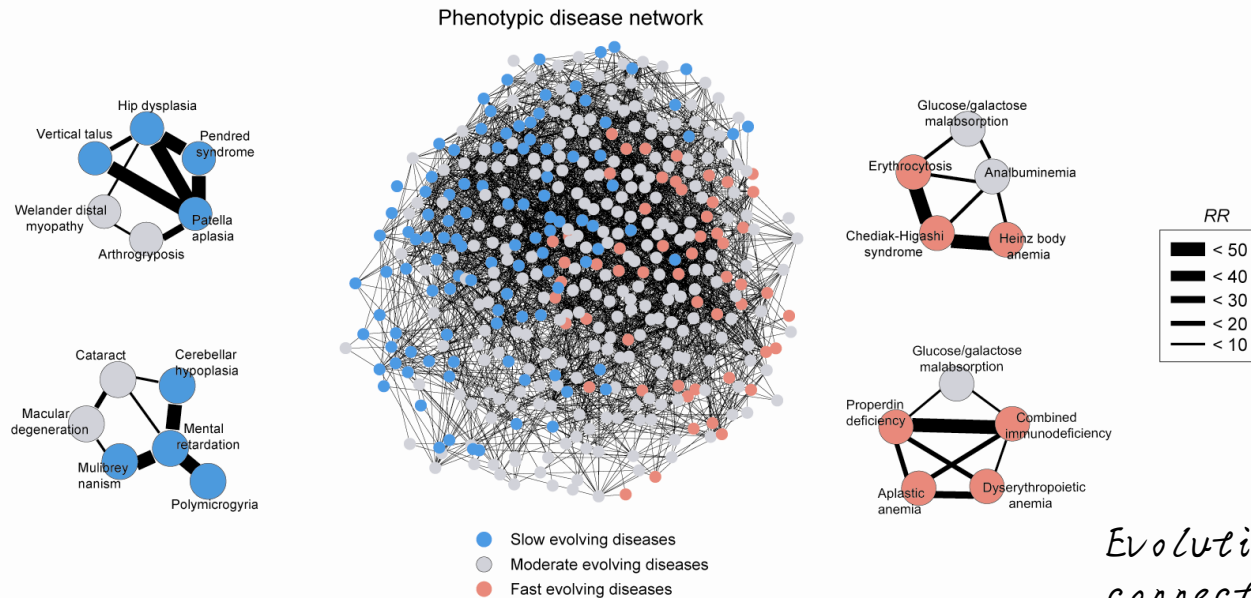 Phenotypic disease network
Hip dysplasia
Vertical talus
Pendred
syndrome
Welander distal
myopathy
Patella
aplasia
Arthrogryposis
Glucose/galactose
malabsorption
Erythrocytosis
Analbuminemia
Chediak-Higashi
syndrome
Heinz body
anemia
RR
< 50
< 40
< 30
< 20
< 10
Cataract
Cerebellar
hypoplasia
Macular
degeneration
Mental
retardation
Mulibrey
nanism
Polymicrogyria
Glucose/galactose
malabsorption
Properdin
deficiency
Combined
immunodeficiency
Aplastic
anemia
Dyserythropoietic
anemia
Slow evolving diseases
Moderate evolving diseases
Fast evolving diseases